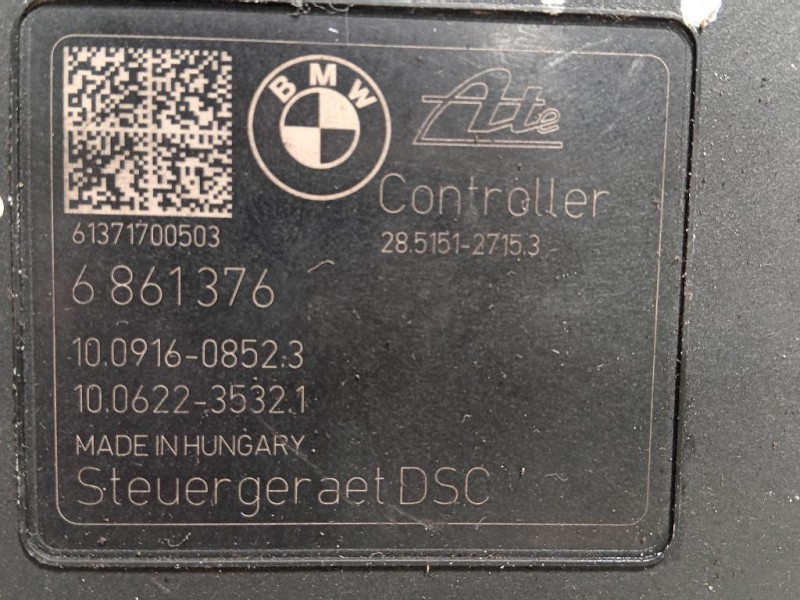 BMW
Ate
Controller
61371700503
28.5151-2715.3
6 861 376
10.0916-0852.3
10.0622-3532.1
MADE IN HUNGARY
Steuergeraet DSC